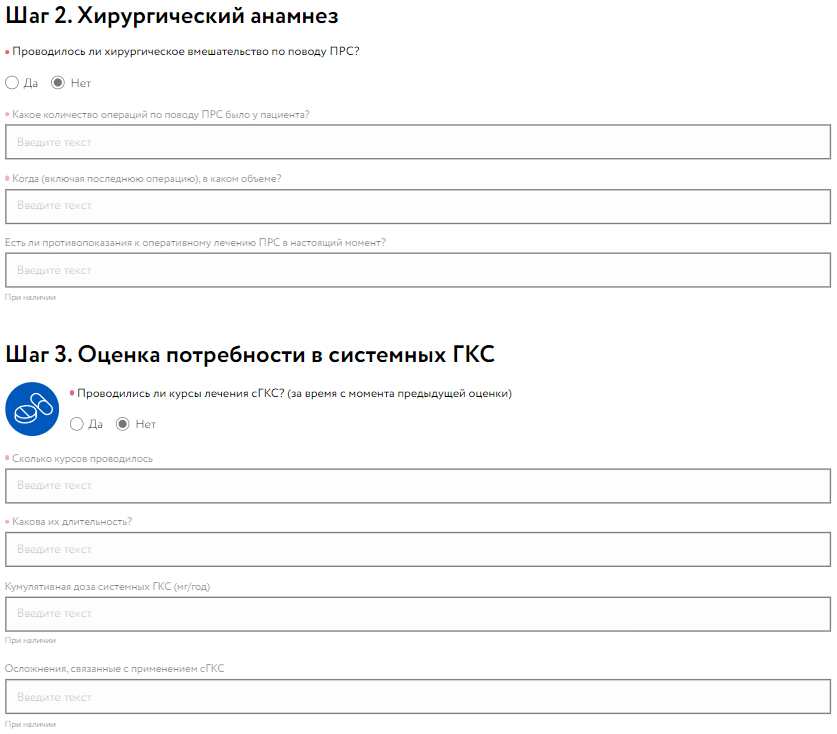 Шаг 2. Хирургический анамнез
Проводилось ли хирургическое вмешательство по поводу ПРС?
Да Нет
Какое количество операций по поводу ПРС было у пациента?
Введите текст
Когда (включая последнюю операцию), в каком объеме?
Введите текст
Есть ли противопоказания к оперативному лечению ПРС в настоящий момент?
Введите текст
При наличии
Шаг 3. Оценка потребности в системных ГКС
Проводились ли курсы лечения сГКС? (за время с момента предыдущей оценки)
Да Нет
Сколько курсов проводилось
Введите текст
Какова их длительность?
Введите текст
Кумулятивная доза системных ГКС (мг/год)
Введите текст
При наличии
Осложнения, связанные с применением сГКС
Введите текст
При наличии